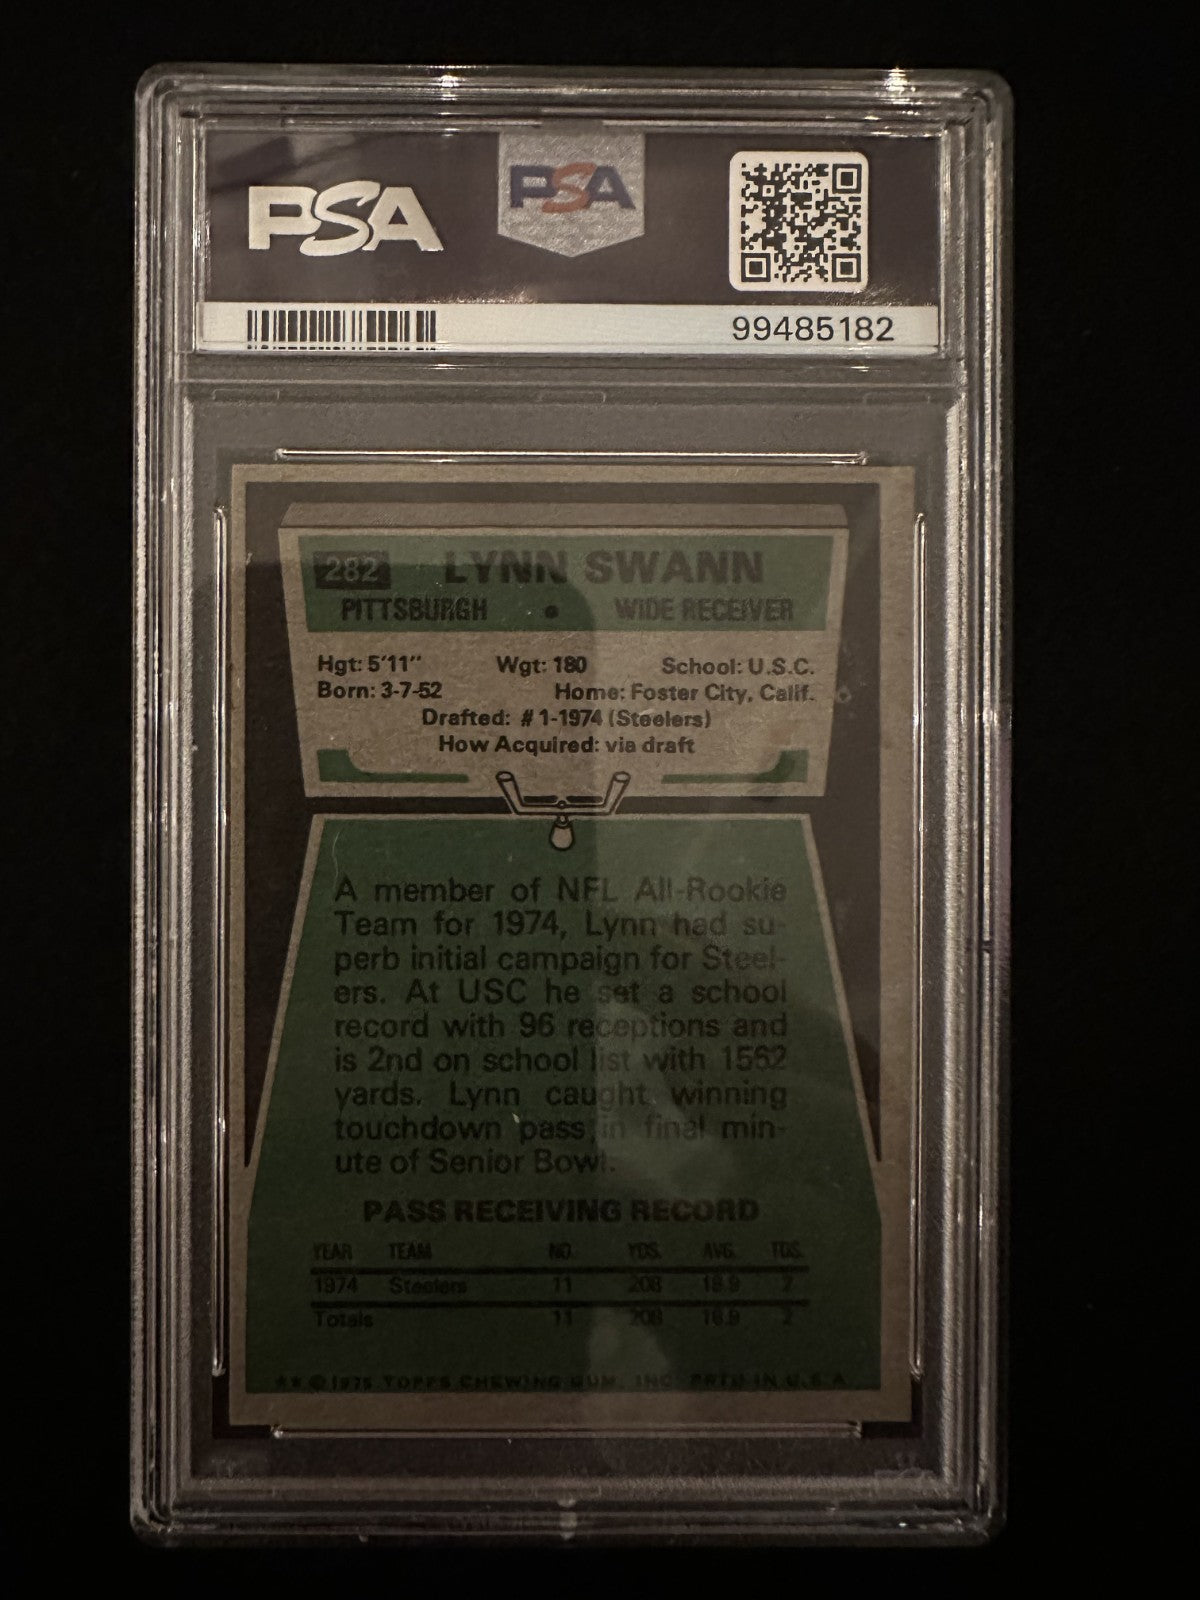 PSA
PSA
99485182
282 LYNN SWANN
PITTSBURGH • WIDE RECEIVER
Hgt: 5'11" Wgt: 180 School: U.S.C.
Born: 3-7-52 Home: Foster City, Calif.
Drafted: #1-1974 (Steelers)
How Acquired: via draft
A member of NFL All-Rookie
Team for 1974, Lynn had su-
perb initial campaign for Steel-
ers. At USC he set a school
record with 96 receptions and
is 2nd on school list with 1562
yards. Lynn caught winning
touchdown pass in final min-
ute of Senior Bowl.
PASS RECEIVING RECORD
YEAR TEAM NO. YDS. AVG. TDS.
1974 Steelers 11 208 18.9 2
Totals 11 208 18.9 2
** © 1975 TOPPS CHEWING GUM, INC. PRTD. IN U.S.A.